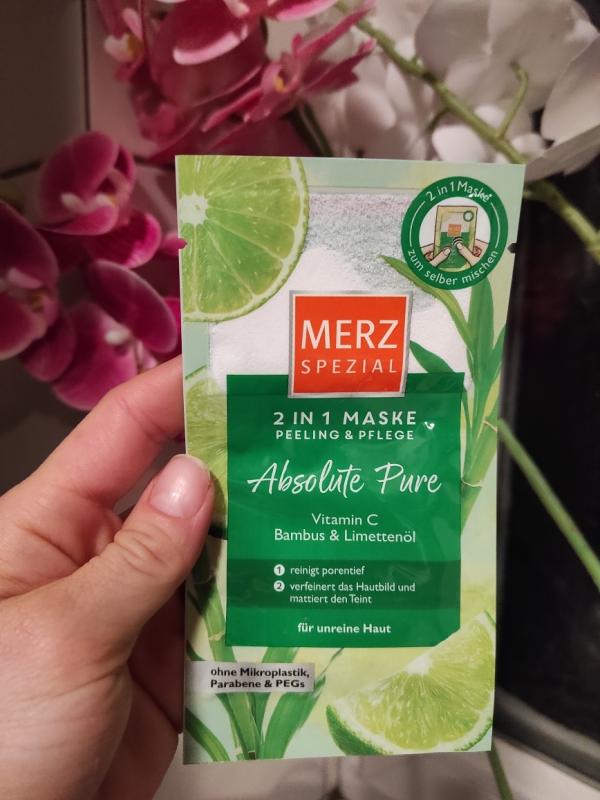 2 in 1 Maske
zum selber mischen
MERZ
SPEZIAL
2 IN 1 MASKE
PEELING & PFLEGE
Absolute Pure
Vitamin C
Bambus & Limettenöl
1 reinigt porentief
2 verfeinert das Hautbild und
mattiert den Teint
für unreine Haut
ohne Mikroplastik,
Parabene & PEGs